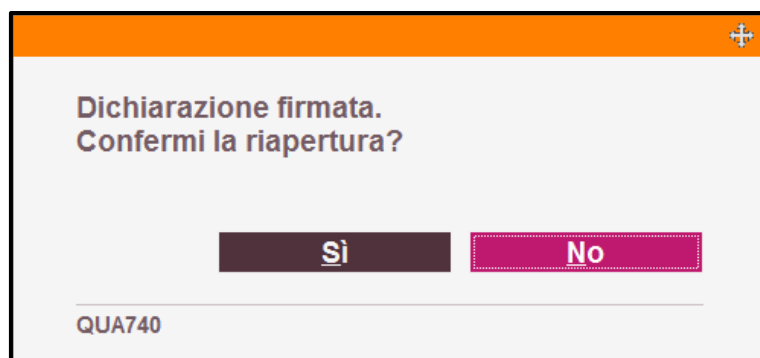 Dichiarazione firmata.
Confermi la riapertura?
Sì No
QUA740